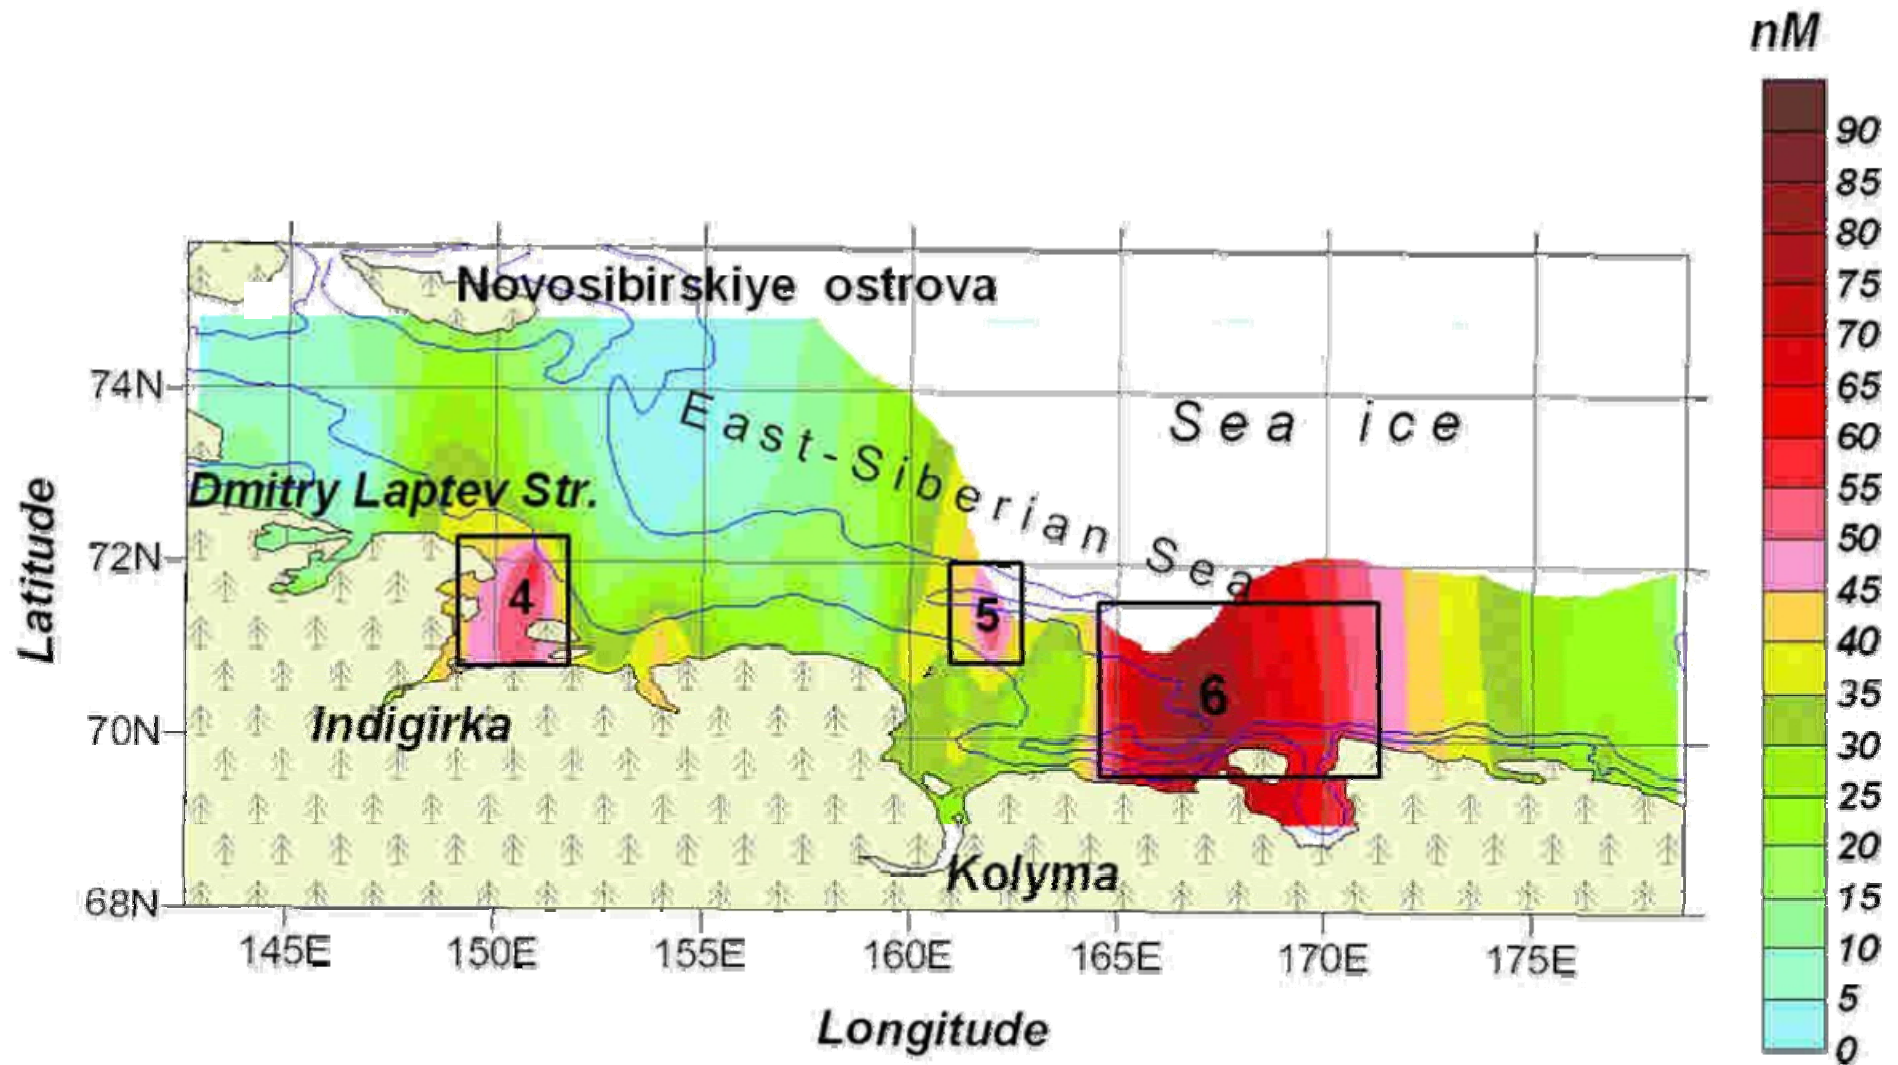 nM
90
85
80
75
70
65
60
55
50
45
40
35
30
25
20
15
10
5
0
Novosibirskiye ostrova
74N
East-Siberian Sea
Sea ice
Dmitry Laptev Str.
72N
4
5
6
Latitude
Indigirka
70N
Kolyma
68N
145E 150E 155E 160E 165E 170E 175E
Longitude